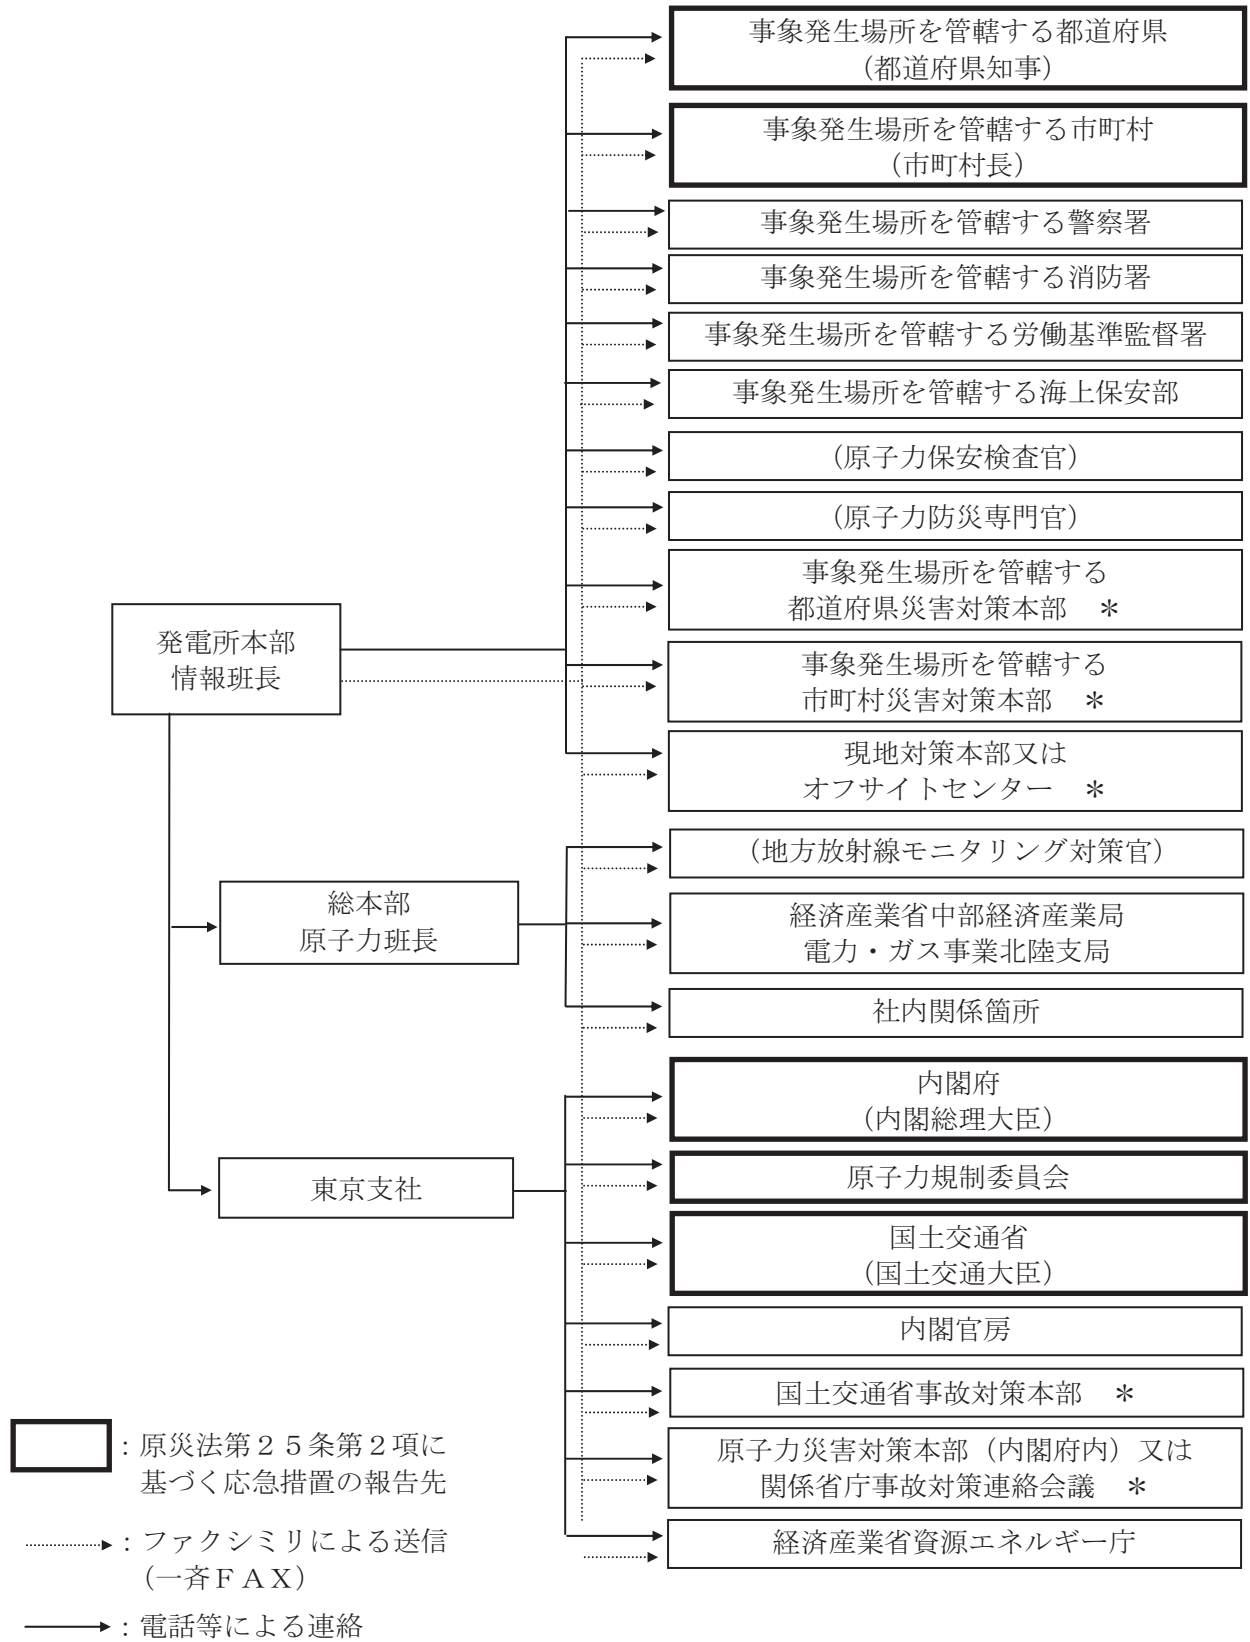 事象発生場所を管轄する都道府県
（都道府県知事）
事象発生場所を管轄する市町村
（市町村長）
事象発生場所を管轄する警察署
事象発生場所を管轄する消防署
事象発生場所を管轄する労働基準監督署
事象発生場所を管轄する海上保安部
（原子力保安検査官）
（原子力防災専門官）
事象発生場所を管轄する
都道府県災害対策本部　＊
発電所本部
情報班長
事象発生場所を管轄する
市町村災害対策本部　＊
現地対策本部又は
オフサイトセンター　＊
（地方放射線モニタリング対策官）
総本部
原子力班長
経済産業省中部経済産業局
電力・ガス事業北陸支局
社内関係箇所
内閣府
（内閣総理大臣）
東京支社
原子力規制委員会
国土交通省
（国土交通大臣）
内閣官房
国土交通省事故対策本部　＊
原子力災害対策本部（内閣府内）又は
関係省庁事故対策連絡会議　＊
経済産業省資源エネルギー庁
：原災法第２５条第２項に
基づく応急措置の報告先
：ファクシミリによる送信
（一斉ＦＡＸ）
：電話等による連絡